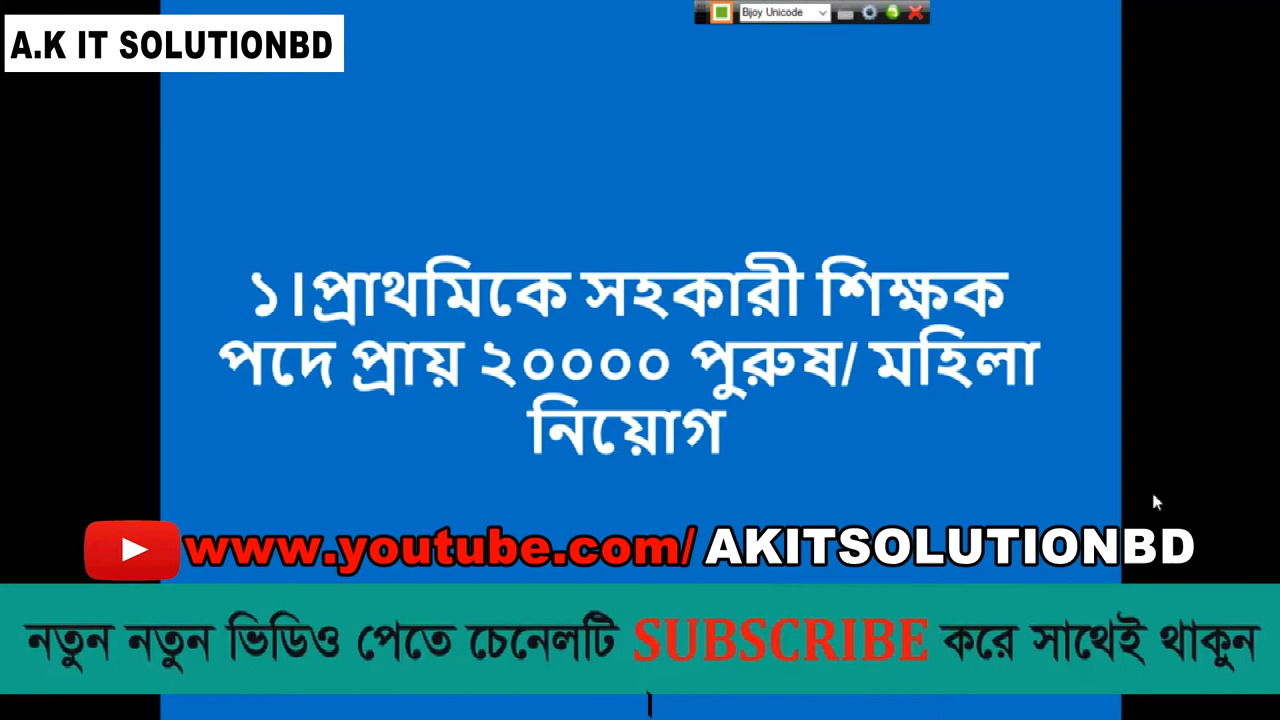 A.K IT SOLUTIONBD
Bijoy Unicode
১।প্রাথমিকে সহকারী শিক্ষক
পদে প্রায় ২০০০০ পুরুষ/ মহিলা
নিয়োগ
www.youtube.com/ AKITSOLUTIONBD
নতুন নতুন ভিডিও পেতে চেনেলটি SUBSCRIBE করে সাথেই থাকুন